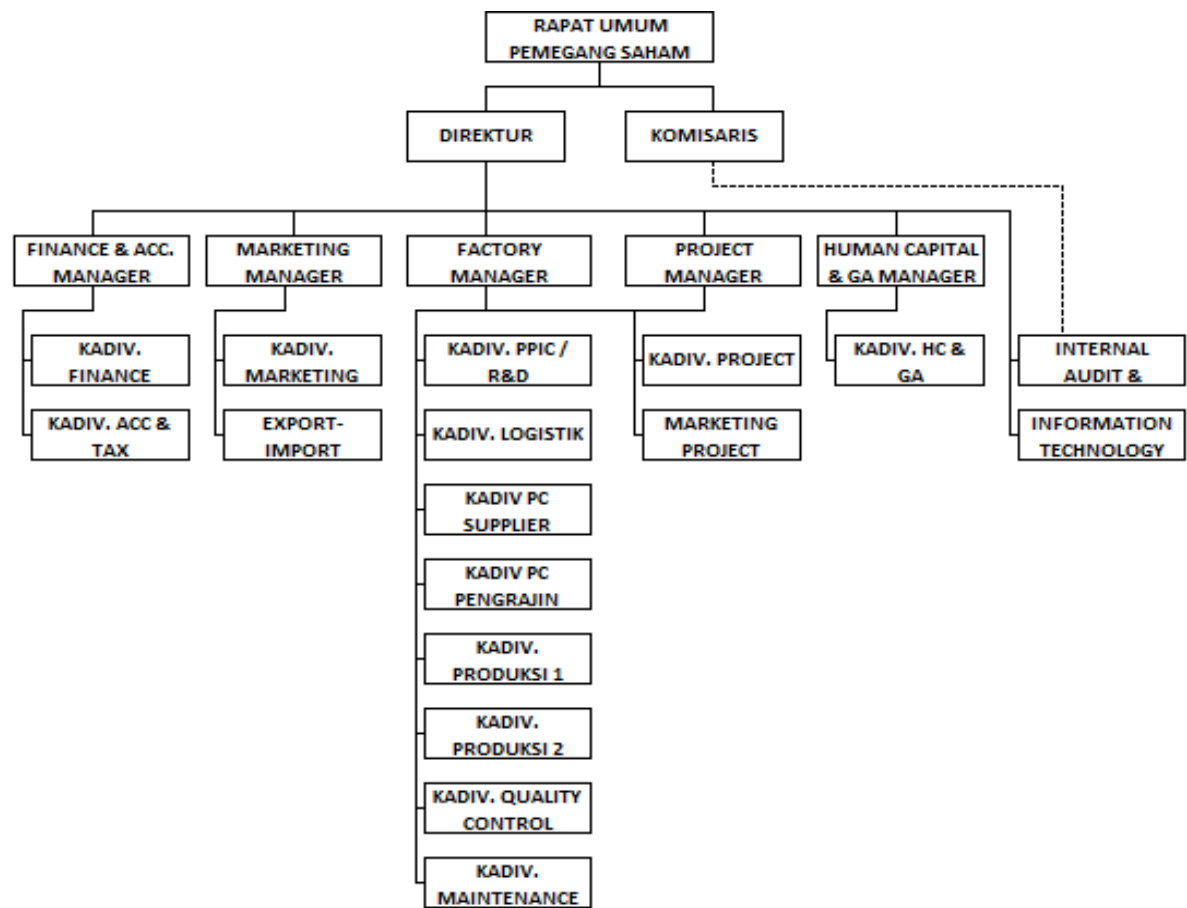 RAPAT UMUM
PEMEGANG SAHAM
DIREKTUR
KOMISARIS
FINANCE & ACC.
MANAGER
MARKETING
MANAGER
FACTORY
MANAGER
PROJECT
MANAGER
HUMAN CAPITAL
& GA MANAGER
KADIV.
FINANCE
KADIV. ACC &
TAX
KADIV.
MARKETING
EXPORT-
IMPORT
KADIV. PPIC /
R&D
KADIV. LOGISTIK
KADIV PC
SUPPLIER
KADIV PC
PENGRAJIN
KADIV.
PRODUKSI 1
KADIV.
PRODUKSI 2
KADIV. QUALITY
CONTROL
KADIV.
MAINTENANCE
KADIV. PROJECT
MARKETING
PROJECT
KADIV. HC &
GA
INTERNAL
AUDIT &
INFORMATION
TECHNOLOGY